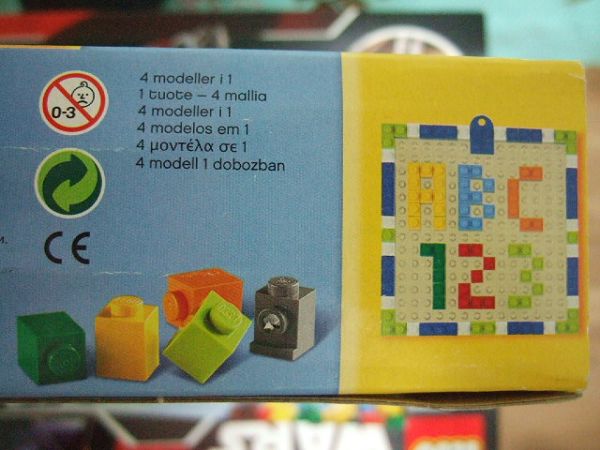 4 modeller i 1
1 tuote – 4 mallia
4 modeller i 1
4 modelos em 1
4 μοντέλα σε 1
4 modell 1 dobozban
0-3
CE
ABC
123
WARS